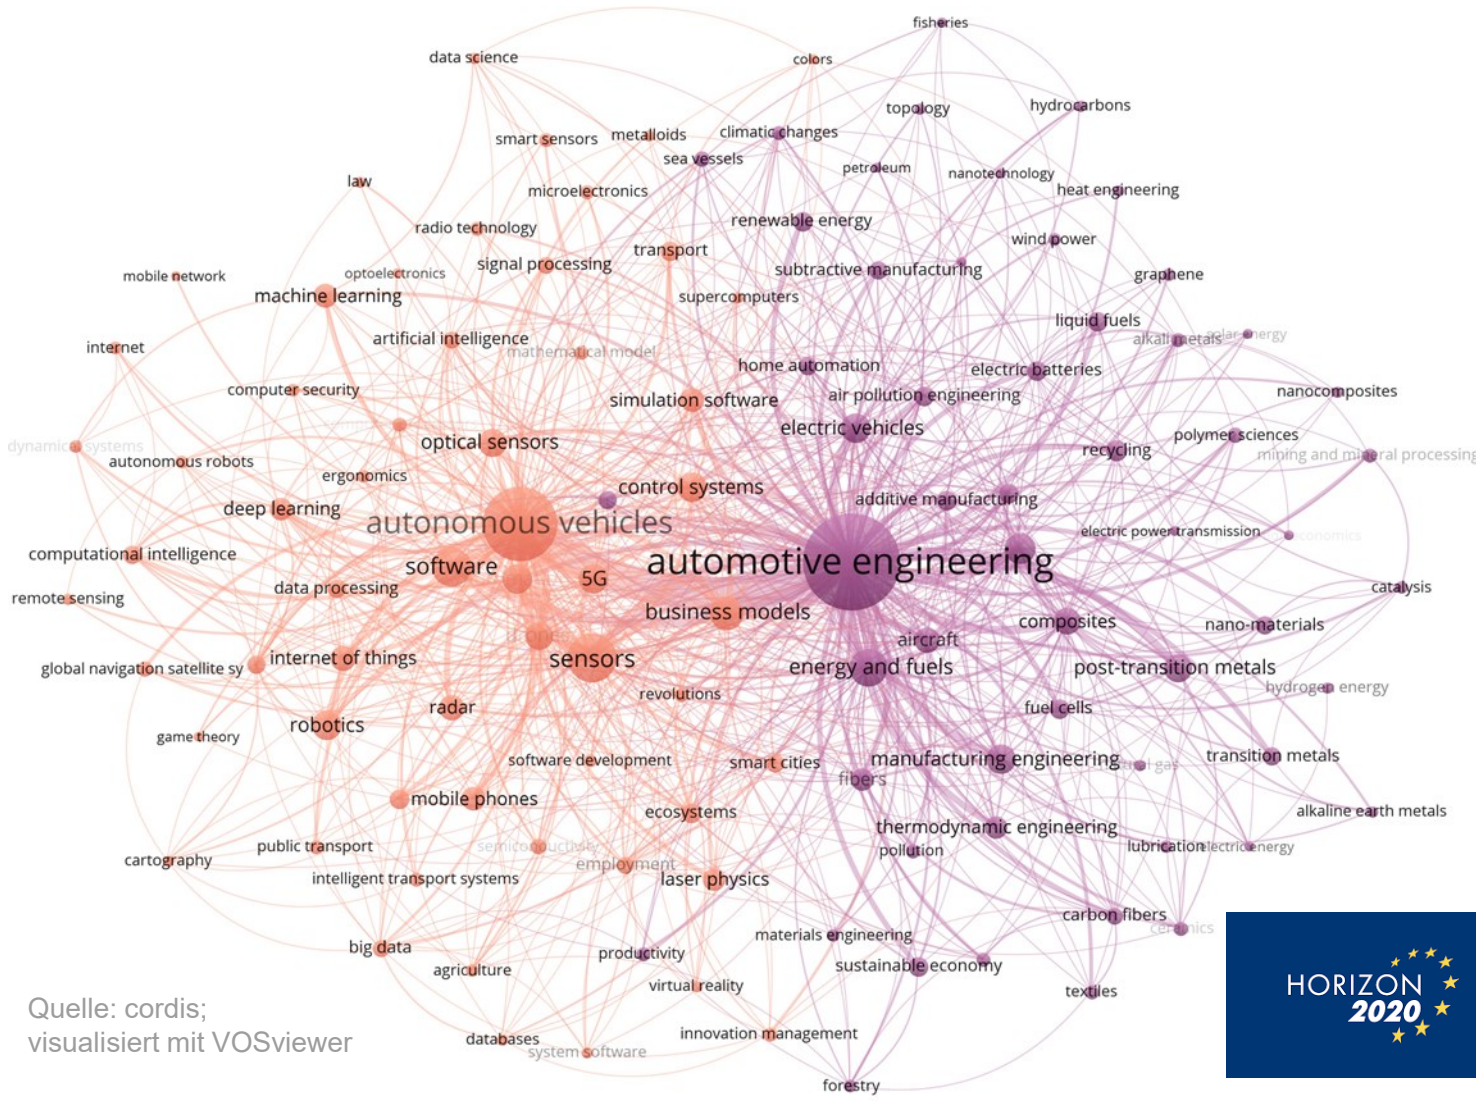 fisheries
data science
colors
hydrocarbons
topology
climatic changes
metalloids
smart sensors
sea vessels
petroleum
nanotechnology
law
microelectronics
heat engineering
renewable energy
radio technology
wind power
transport
signal processing
subtractive manufacturing
optoelectronics
graphene
mobile network
machine learning
supercomputers
liquid fuels
solar energy
artificial intelligence
alkali metals
internet
mathematical model
home automation
electric batteries
computer security
nanocomposites
air pollution engineering
simulation software
electric vehicles
polymer sciences
optical sensors
dynamical systems
recycling
mining and mineral processing
autonomous robots
ergonomics
control systems
additive manufacturing
deep learning
autonomous vehicles
electric power transmission
economics
computational intelligence
automotive engineering
software
5G
data processing
catalysis
remote sensing
business models
composites
nano-materials
aircraft
internet of things
sensors
energy and fuels
post-transition metals
global navigation satellite sy
hydrogen energy
revolutions
radar
fuel cells
robotics
game theory
transition metals
software development
smart cities
manufacturing engineering
natural gas
fibers
mobile phones
ecosystems
alkaline earth metals
thermodynamic engineering
public transport
semiconductivity
pollution
lubrication
electric energy
cartography
employment
intelligent transport systems
laser physics
carbon fibers
ceramics
materials engineering
big data
productivity
sustainable economy
agriculture
virtual reality
textiles
Quelle: cordis;
visualisiert mit VOSviewer
databases
system software
innovation management
forestry
HORIZON
2020